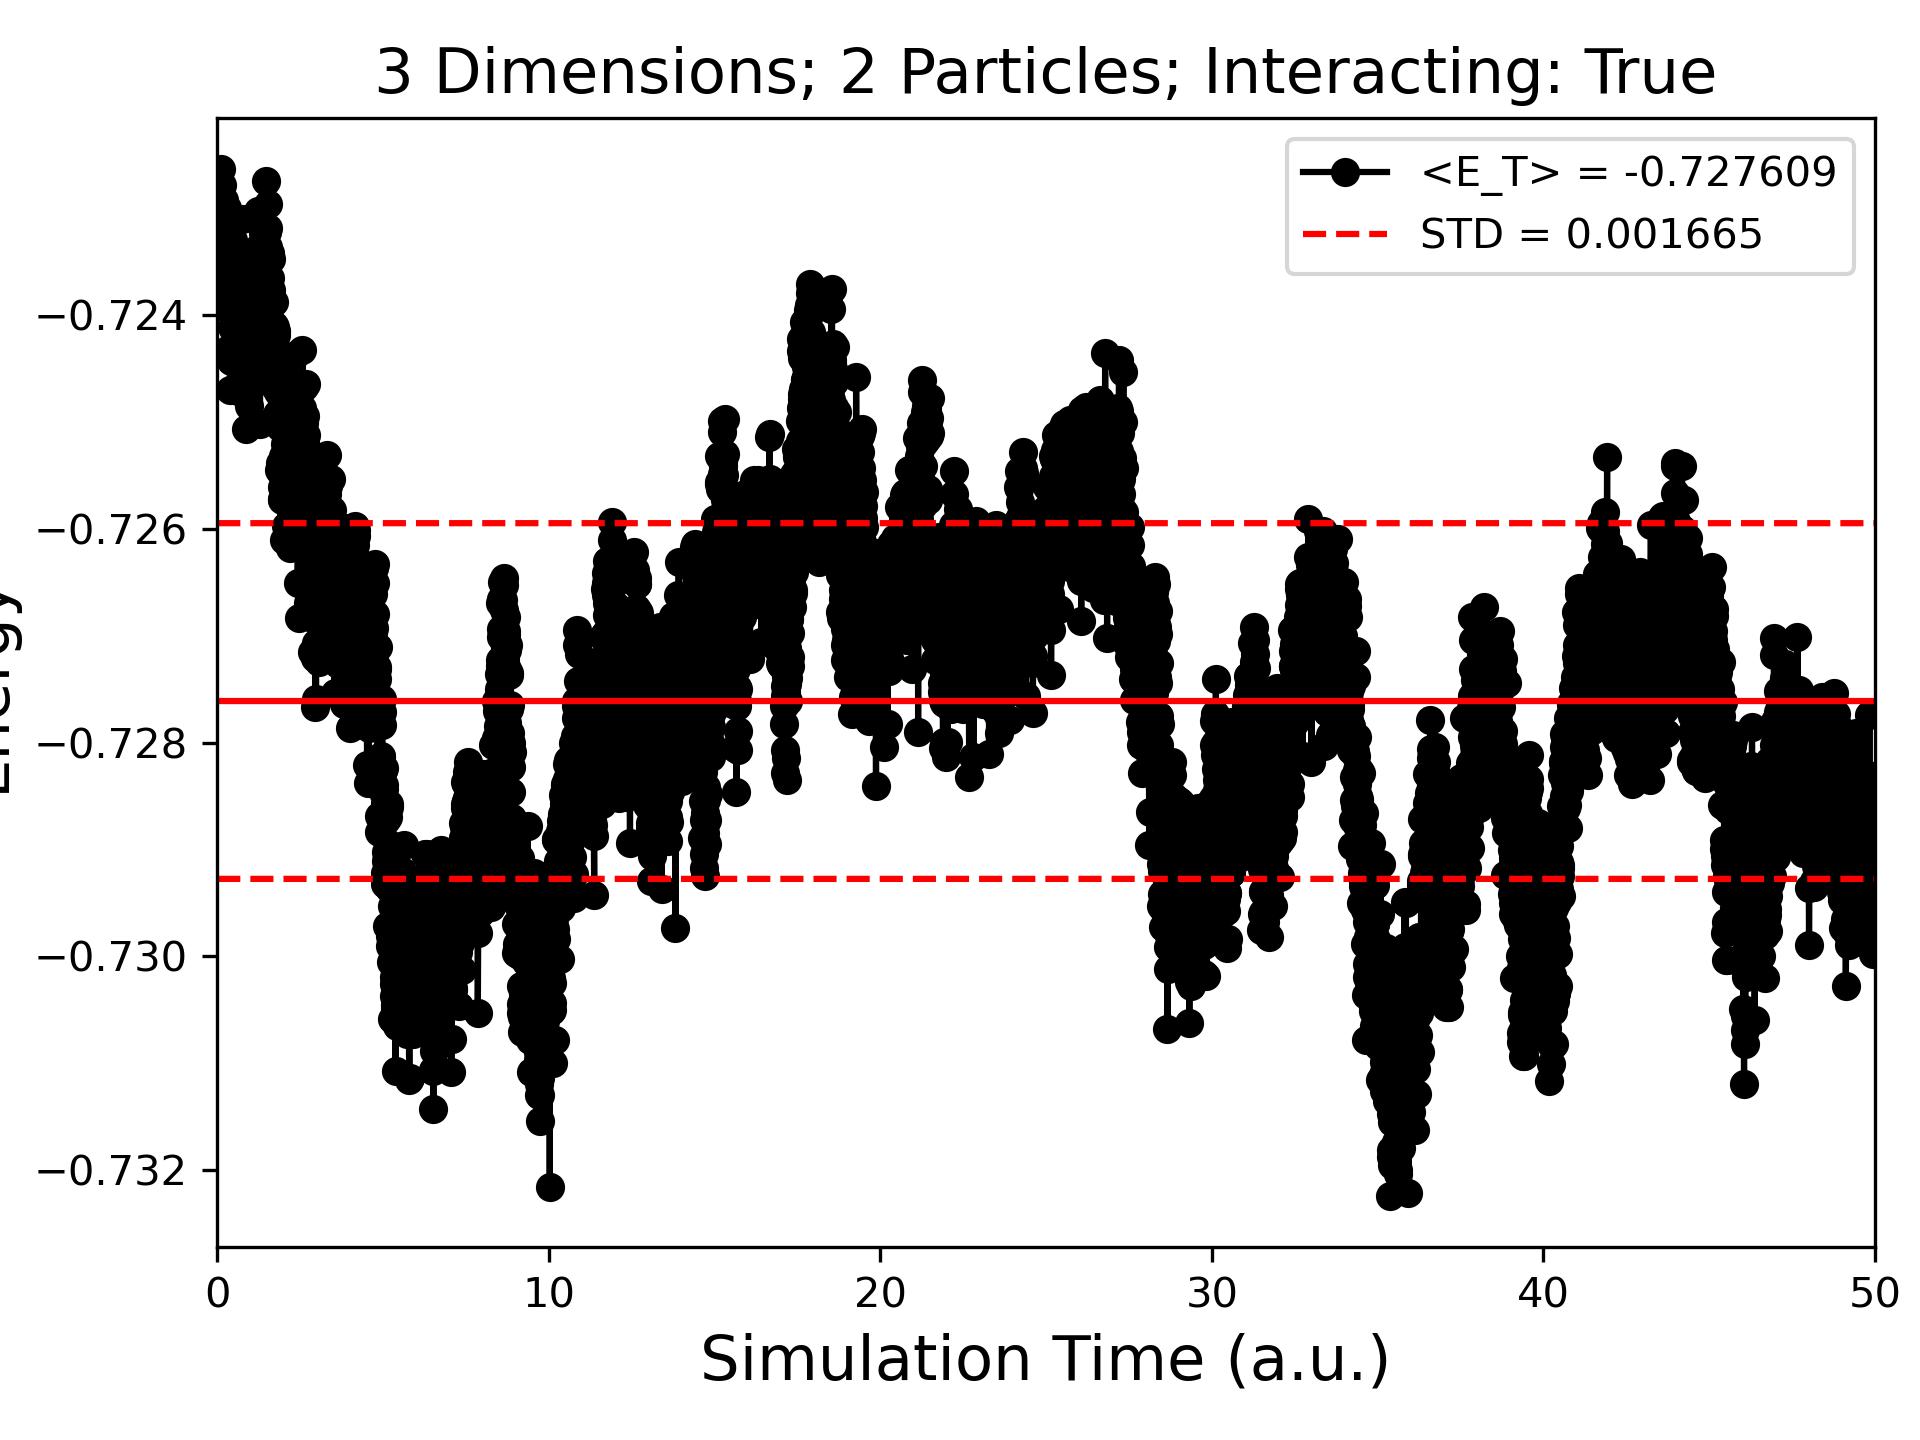 3 Dimensions; 2 Particles; Interacting: True
<E_T> = -0.727609
STD = 0.001665
Energy
−0.724
−0.726
−0.728
−0.730
−0.732
0 10 20 30 40 50
Simulation Time (a.u.)